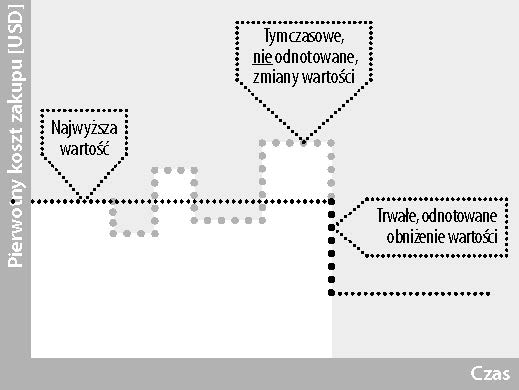 Pierwotny koszt zakupu [USD]
Tymczasowe,
nie odnotowane,
zmiany wartości
Najwyższa
wartość
Trwałe, odnotowane
obniżenie wartości
Czas